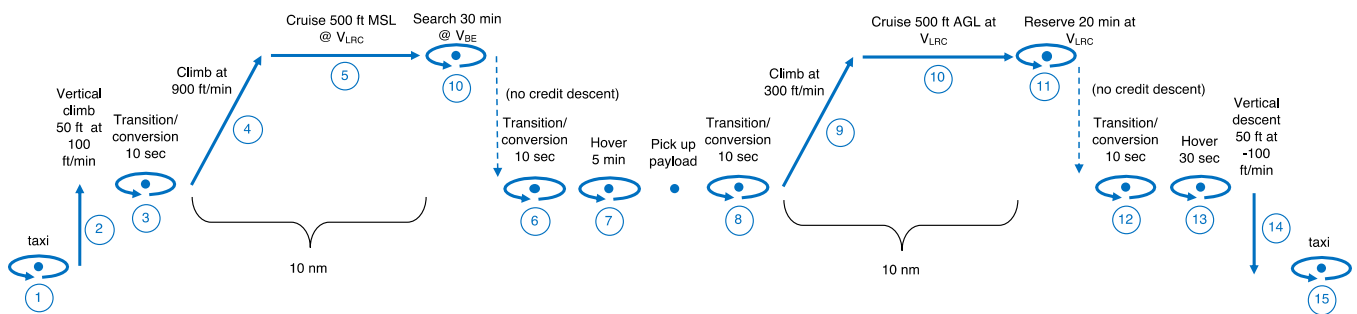 Cruise 500 ft MSL
@ VLRC
Search 30 min
@ VBE
Cruise 500 ft AGL at
VLRC
Reserve 20 min at
VLRC
Climb at
900 ft/min
5
10
Climb at
300 ft/min
10
11
Vertical
climb
50 ft at
100
ft/min
Transition/
conversion
10 sec
4
(no credit descent)
Transition/
conversion
10 sec
Hover
5 min
Pick up
payload
Transition/
conversion
10 sec
9
(no credit descent)
Transition/
conversion
10 sec
Hover
30 sec
Vertical
descent
50 ft at
-100
ft/min
2
3
6
7
8
12
13
14
taxi
1
10 nm
10 nm
taxi
15